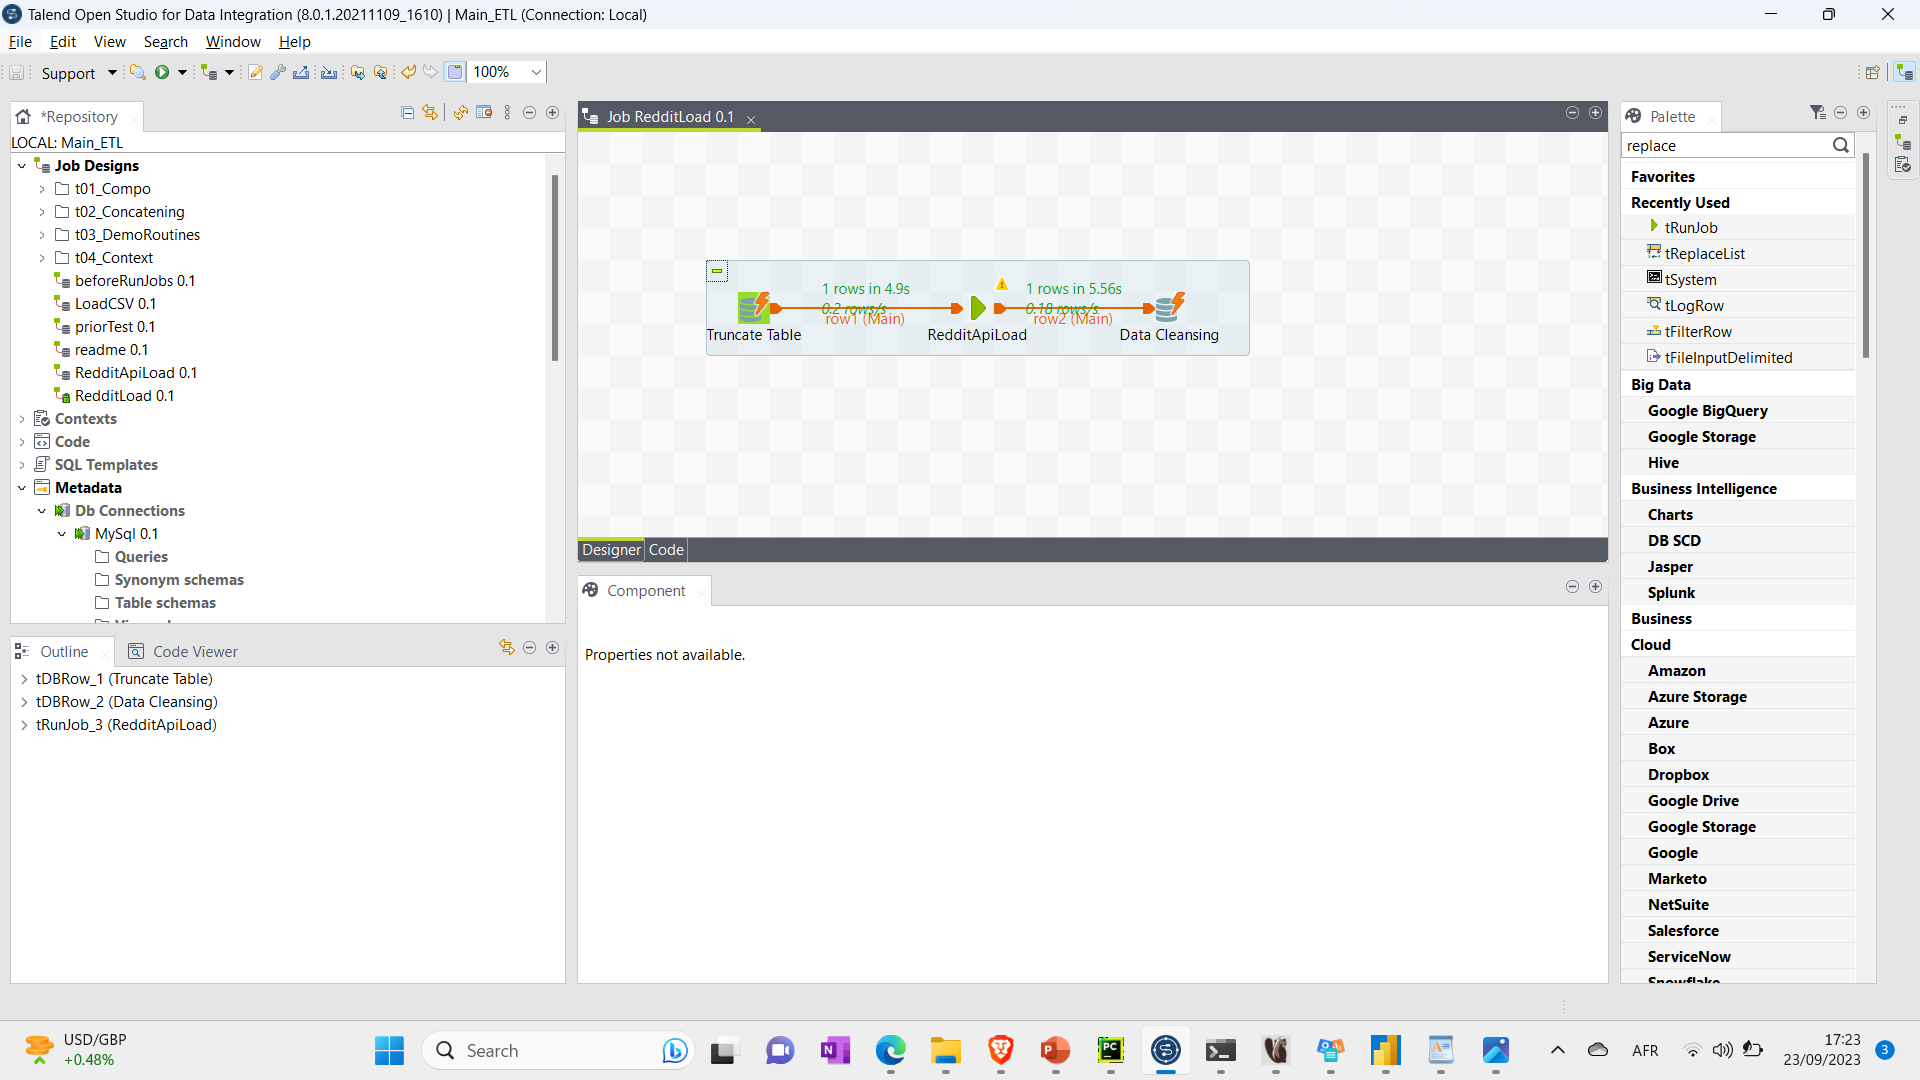 Talend Open Studio for Data Integration (8.0.1.20211109_1610) | Main_ETL (Connection: Local)
File Edit View Search Window Help
Support 100%
*Repository
LOCAL: Main_ETL
Job Designs
t01_Compo
t02_Concatening
t03_DemoRoutines
t04_Context
beforeRunJobs 0.1
LoadCSV 0.1
priorTest 0.1
readme 0.1
RedditApiLoad 0.1
RedditLoad 0.1
Contexts
Code
SQL Templates
Metadata
Db Connections
MySql 0.1
Queries
Synonym schemas
Table schemas
Outline Code Viewer
tDBRow_1 (Truncate Table)
tDBRow_2 (Data Cleansing)
tRunJob_3 (RedditApiLoad)
Job RedditLoad 0.1
1 rows in 4.9s 1 rows in 5.56s
0.2 rows/s 0.18 rows/s
row1 (Main) row2 (Main)
Truncate Table RedditApiLoad Data Cleansing
Designer Code
Component
Properties not available.
Palette
replace
Favorites
Recently Used
tRunJob
tReplaceList
tSystem
tLogRow
tFilterRow
tFileInputDelimited
Big Data
Google BigQuery
Google Storage
Hive
Business Intelligence
Charts
DB SCD
Jasper
Splunk
Business
Cloud
Amazon
Azure Storage
Azure
Box
Dropbox
Google Drive
Google Storage
Google
Marketo
NetSuite
Salesforce
ServiceNow
Snowflake
USD/GBP
+0.48%
Search
PC
AFR
17:23
23/09/2023
3